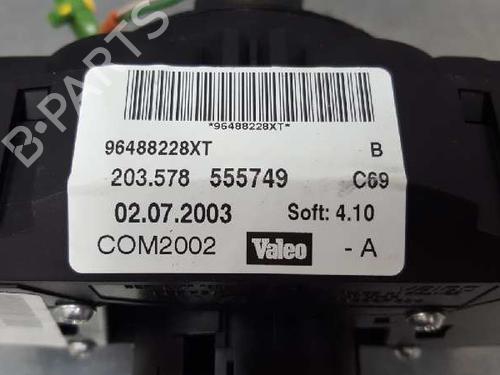 *96488228XT*
96488228XT B
203.578 555749 C69
02.07.2003 Soft: 4.10
COM2002 Valeo - A
B-PARTS